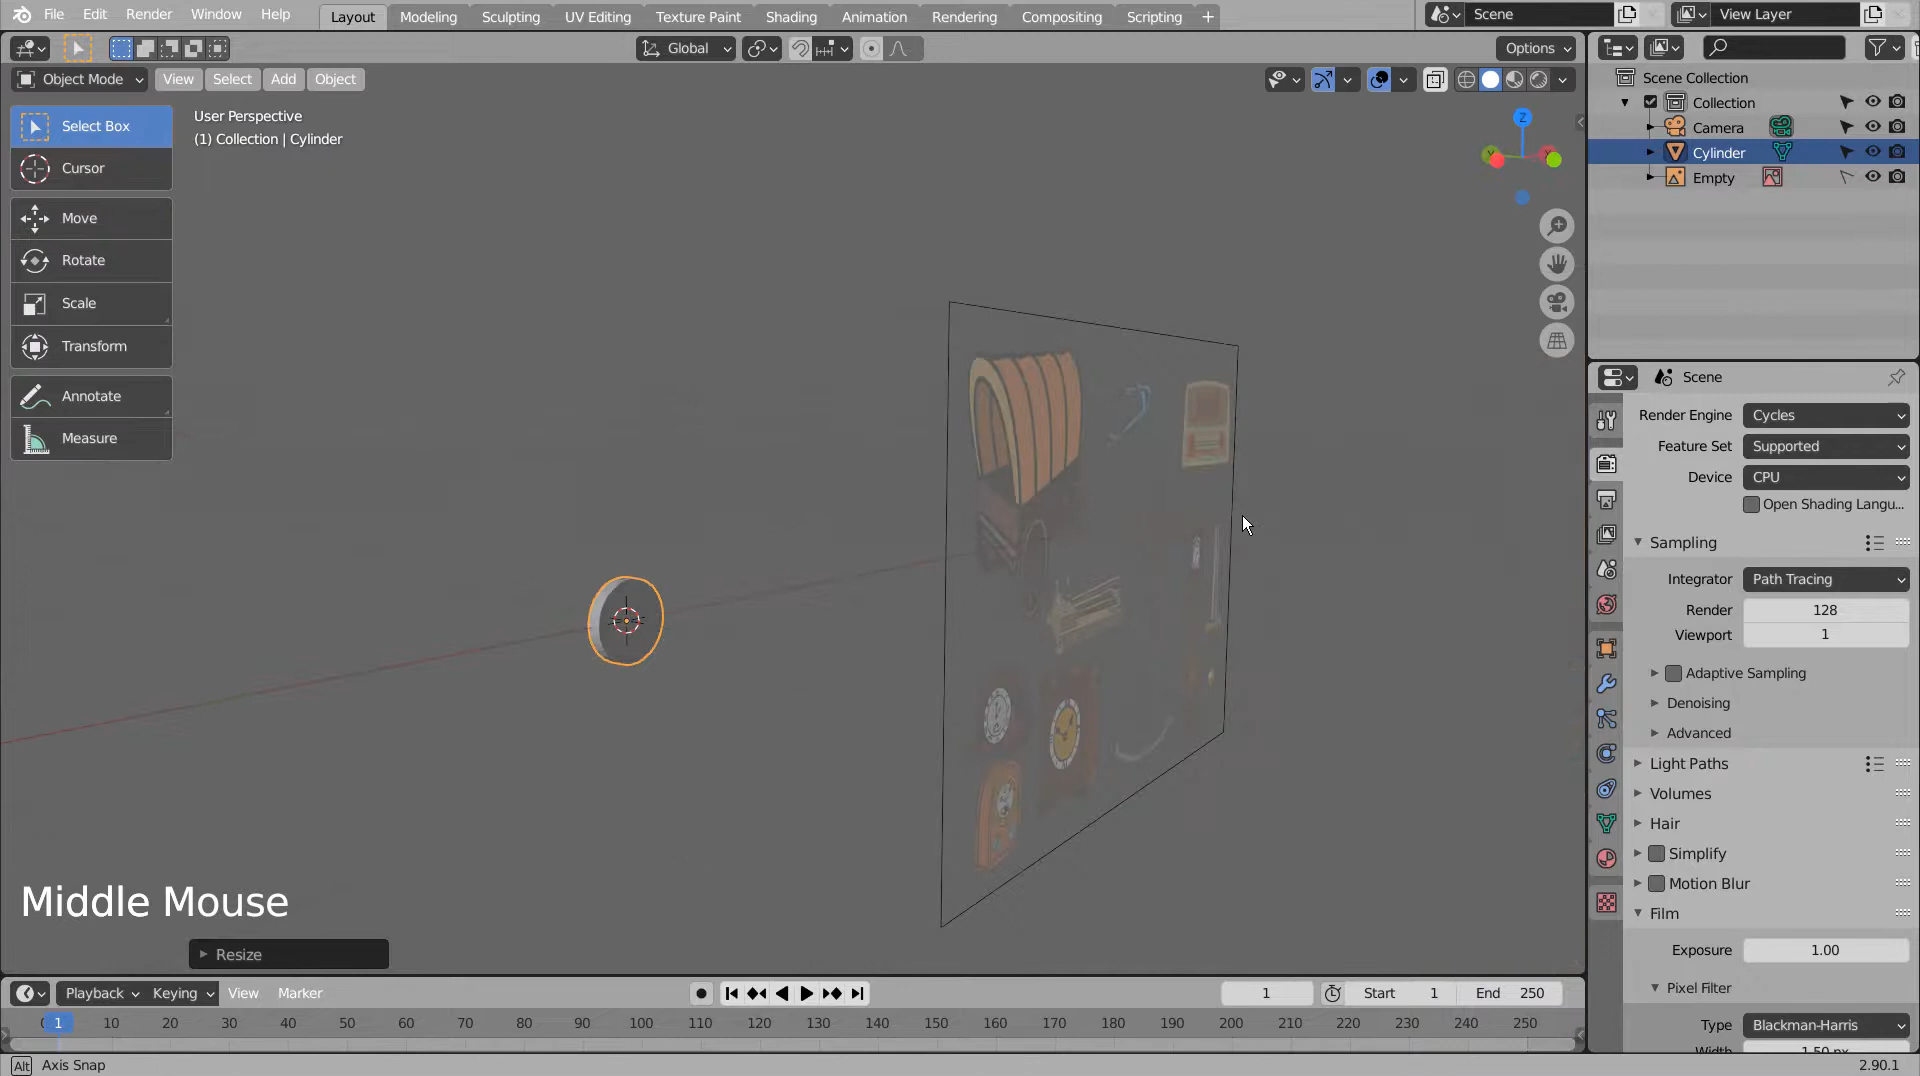 File Edit Render Window Help Layout Modeling Sculpting UV Editing Texture Paint Shading Animation Rendering Compositing Scripting + Scene View Layer
Global Options
Object Mode View Select Add Object
Scene Collection
Collection
Camera
Cylinder
Empty
Select Box
Cursor
Move
Rotate
Scale
Transform
Annotate
Measure
User Perspective
(1) Collection | Cylinder
Z
Y
Scene
Render Engine Cycles
Feature Set Supported
Device CPU
Open Shading Langu...
Sampling
Integrator Path Tracing
Render 128
Viewport 1
Adaptive Sampling
Denoising
Advanced
Light Paths
Volumes
Hair
Simplify
Motion Blur
Film
Exposure 1.00
Pixel Filter
Type Blackman-Harris
Width 1.50 px
Middle Mouse
Resize
Playback Keying View Marker 1 Start 1 End 250
1 10 20 30 40 50 60 70 80 90 100 110 120 130 140 150 160 170 180 190 200 210 220 230 240 250
Alt Axis Snap 2.90.1